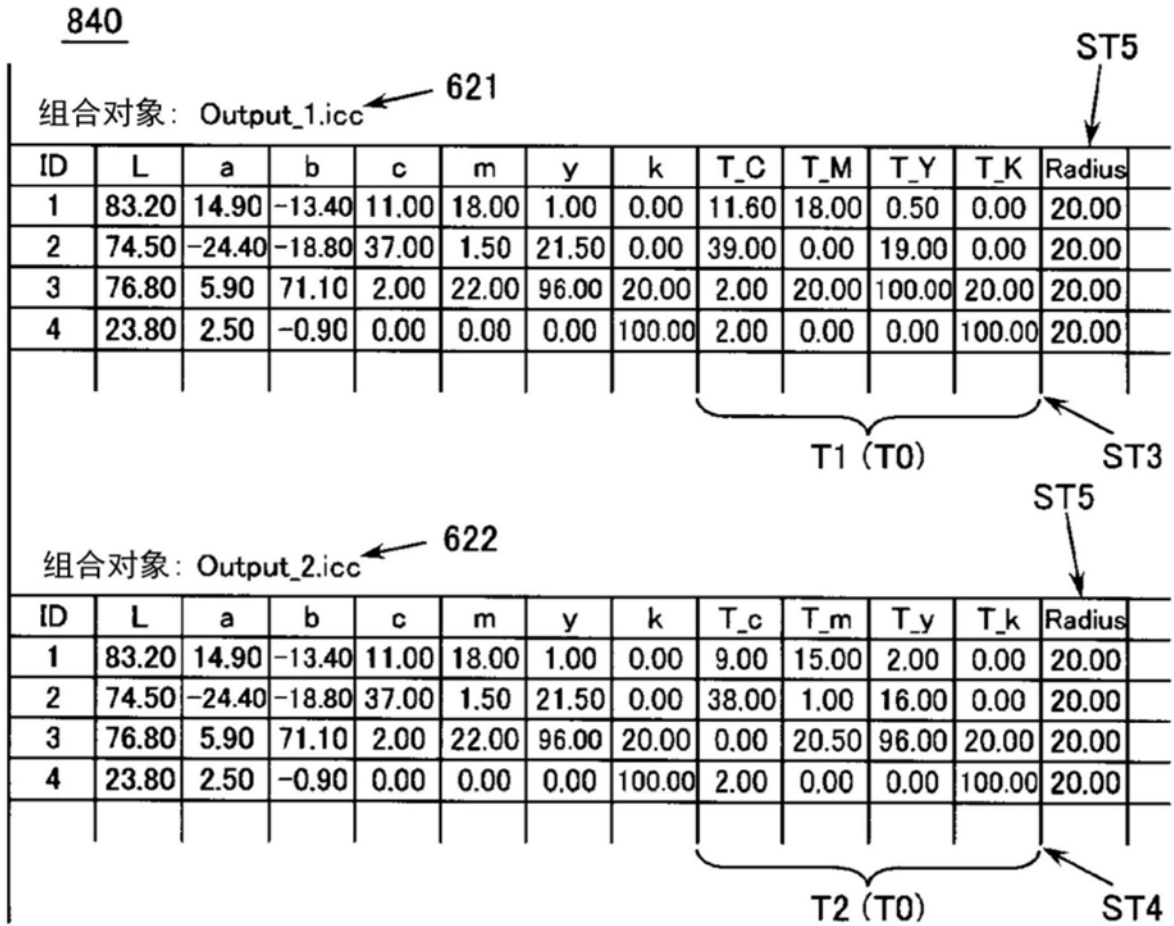 840
ST5
组合对象: Output_1.icc 621
ID L a b c m y k T_C T_M T_Y T_K Radius
1 83.20 14.90 -13.40 11.00 18.00 1.00 0.00 11.60 18.00 0.50 0.00 20.00
2 74.50 -24.40 -18.80 37.00 1.50 21.50 0.00 39.00 0.00 19.00 0.00 20.00
3 76.80 5.90 71.10 2.00 22.00 96.00 20.00 2.00 20.00 100.00 20.00 20.00
4 23.80 2.50 -0.90 0.00 0.00 0.00 100.00 2.00 0.00 0.00 100.00 20.00
T1 (T0) ST3
ST5
组合对象: Output_2.icc 622
ID L a b c m y k T_c T_m T_y T_k Radius
1 83.20 14.90 -13.40 11.00 18.00 1.00 0.00 9.00 15.00 2.00 0.00 20.00
2 74.50 -24.40 -18.80 37.00 1.50 21.50 0.00 38.00 1.00 16.00 0.00 20.00
3 76.80 5.90 71.10 2.00 22.00 96.00 20.00 0.00 20.50 96.00 20.00 20.00
4 23.80 2.50 -0.90 0.00 0.00 0.00 100.00 2.00 0.00 0.00 100.00 20.00
T2 (T0) ST4